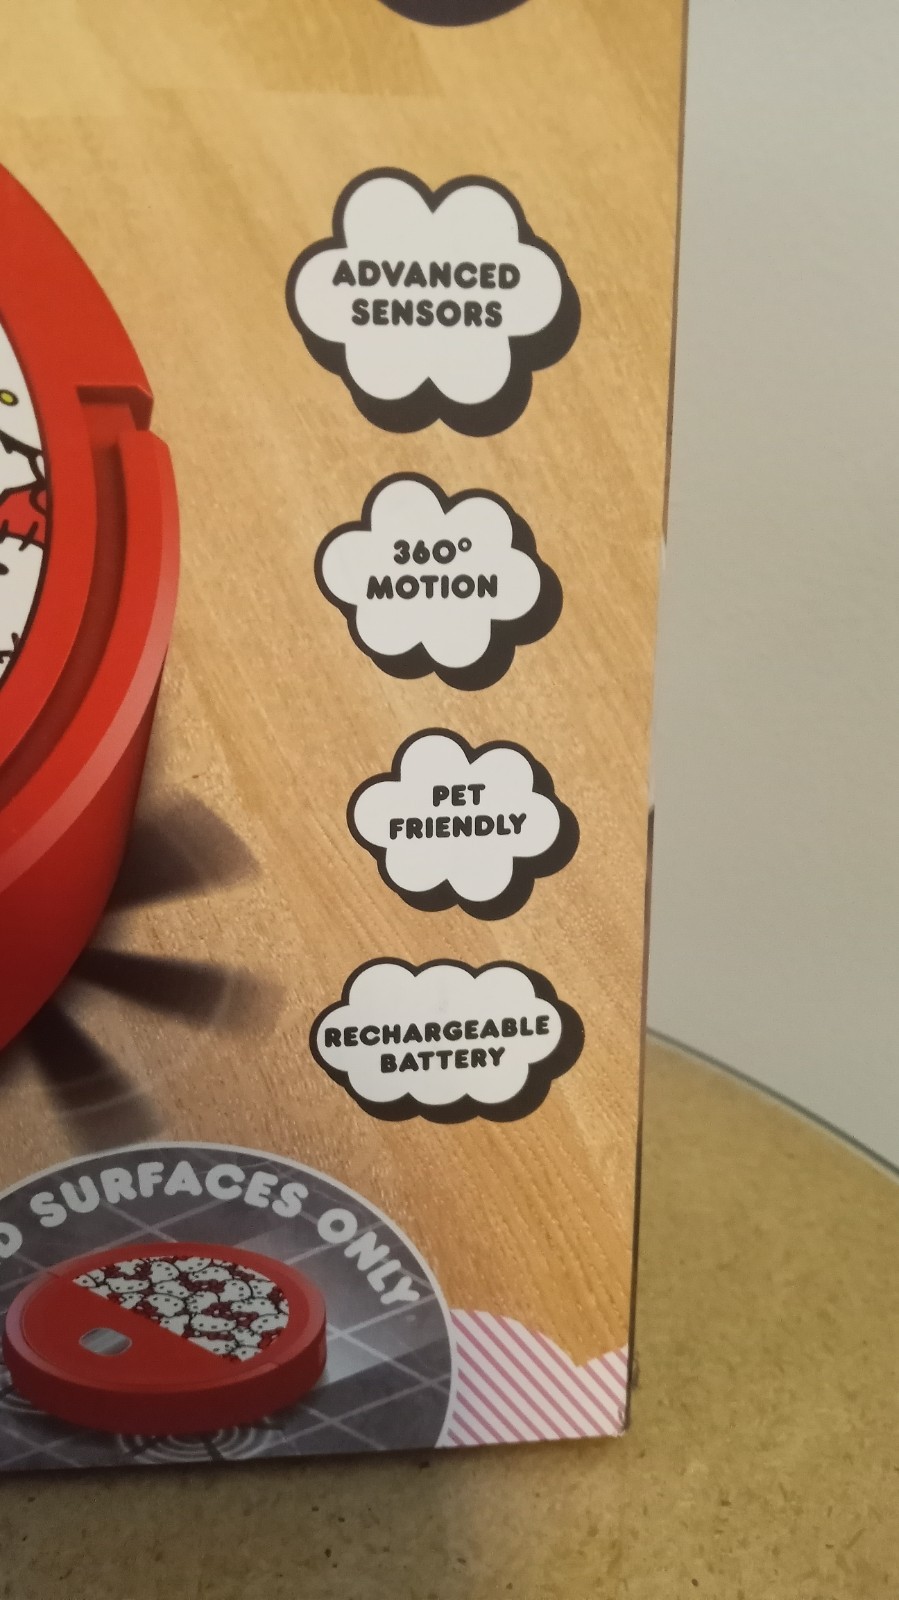 ADVANCED
SENSORS
360°
MOTION
PET
FRIENDLY
RECHARGEABLE
BATTERY
SURFACES ONLY